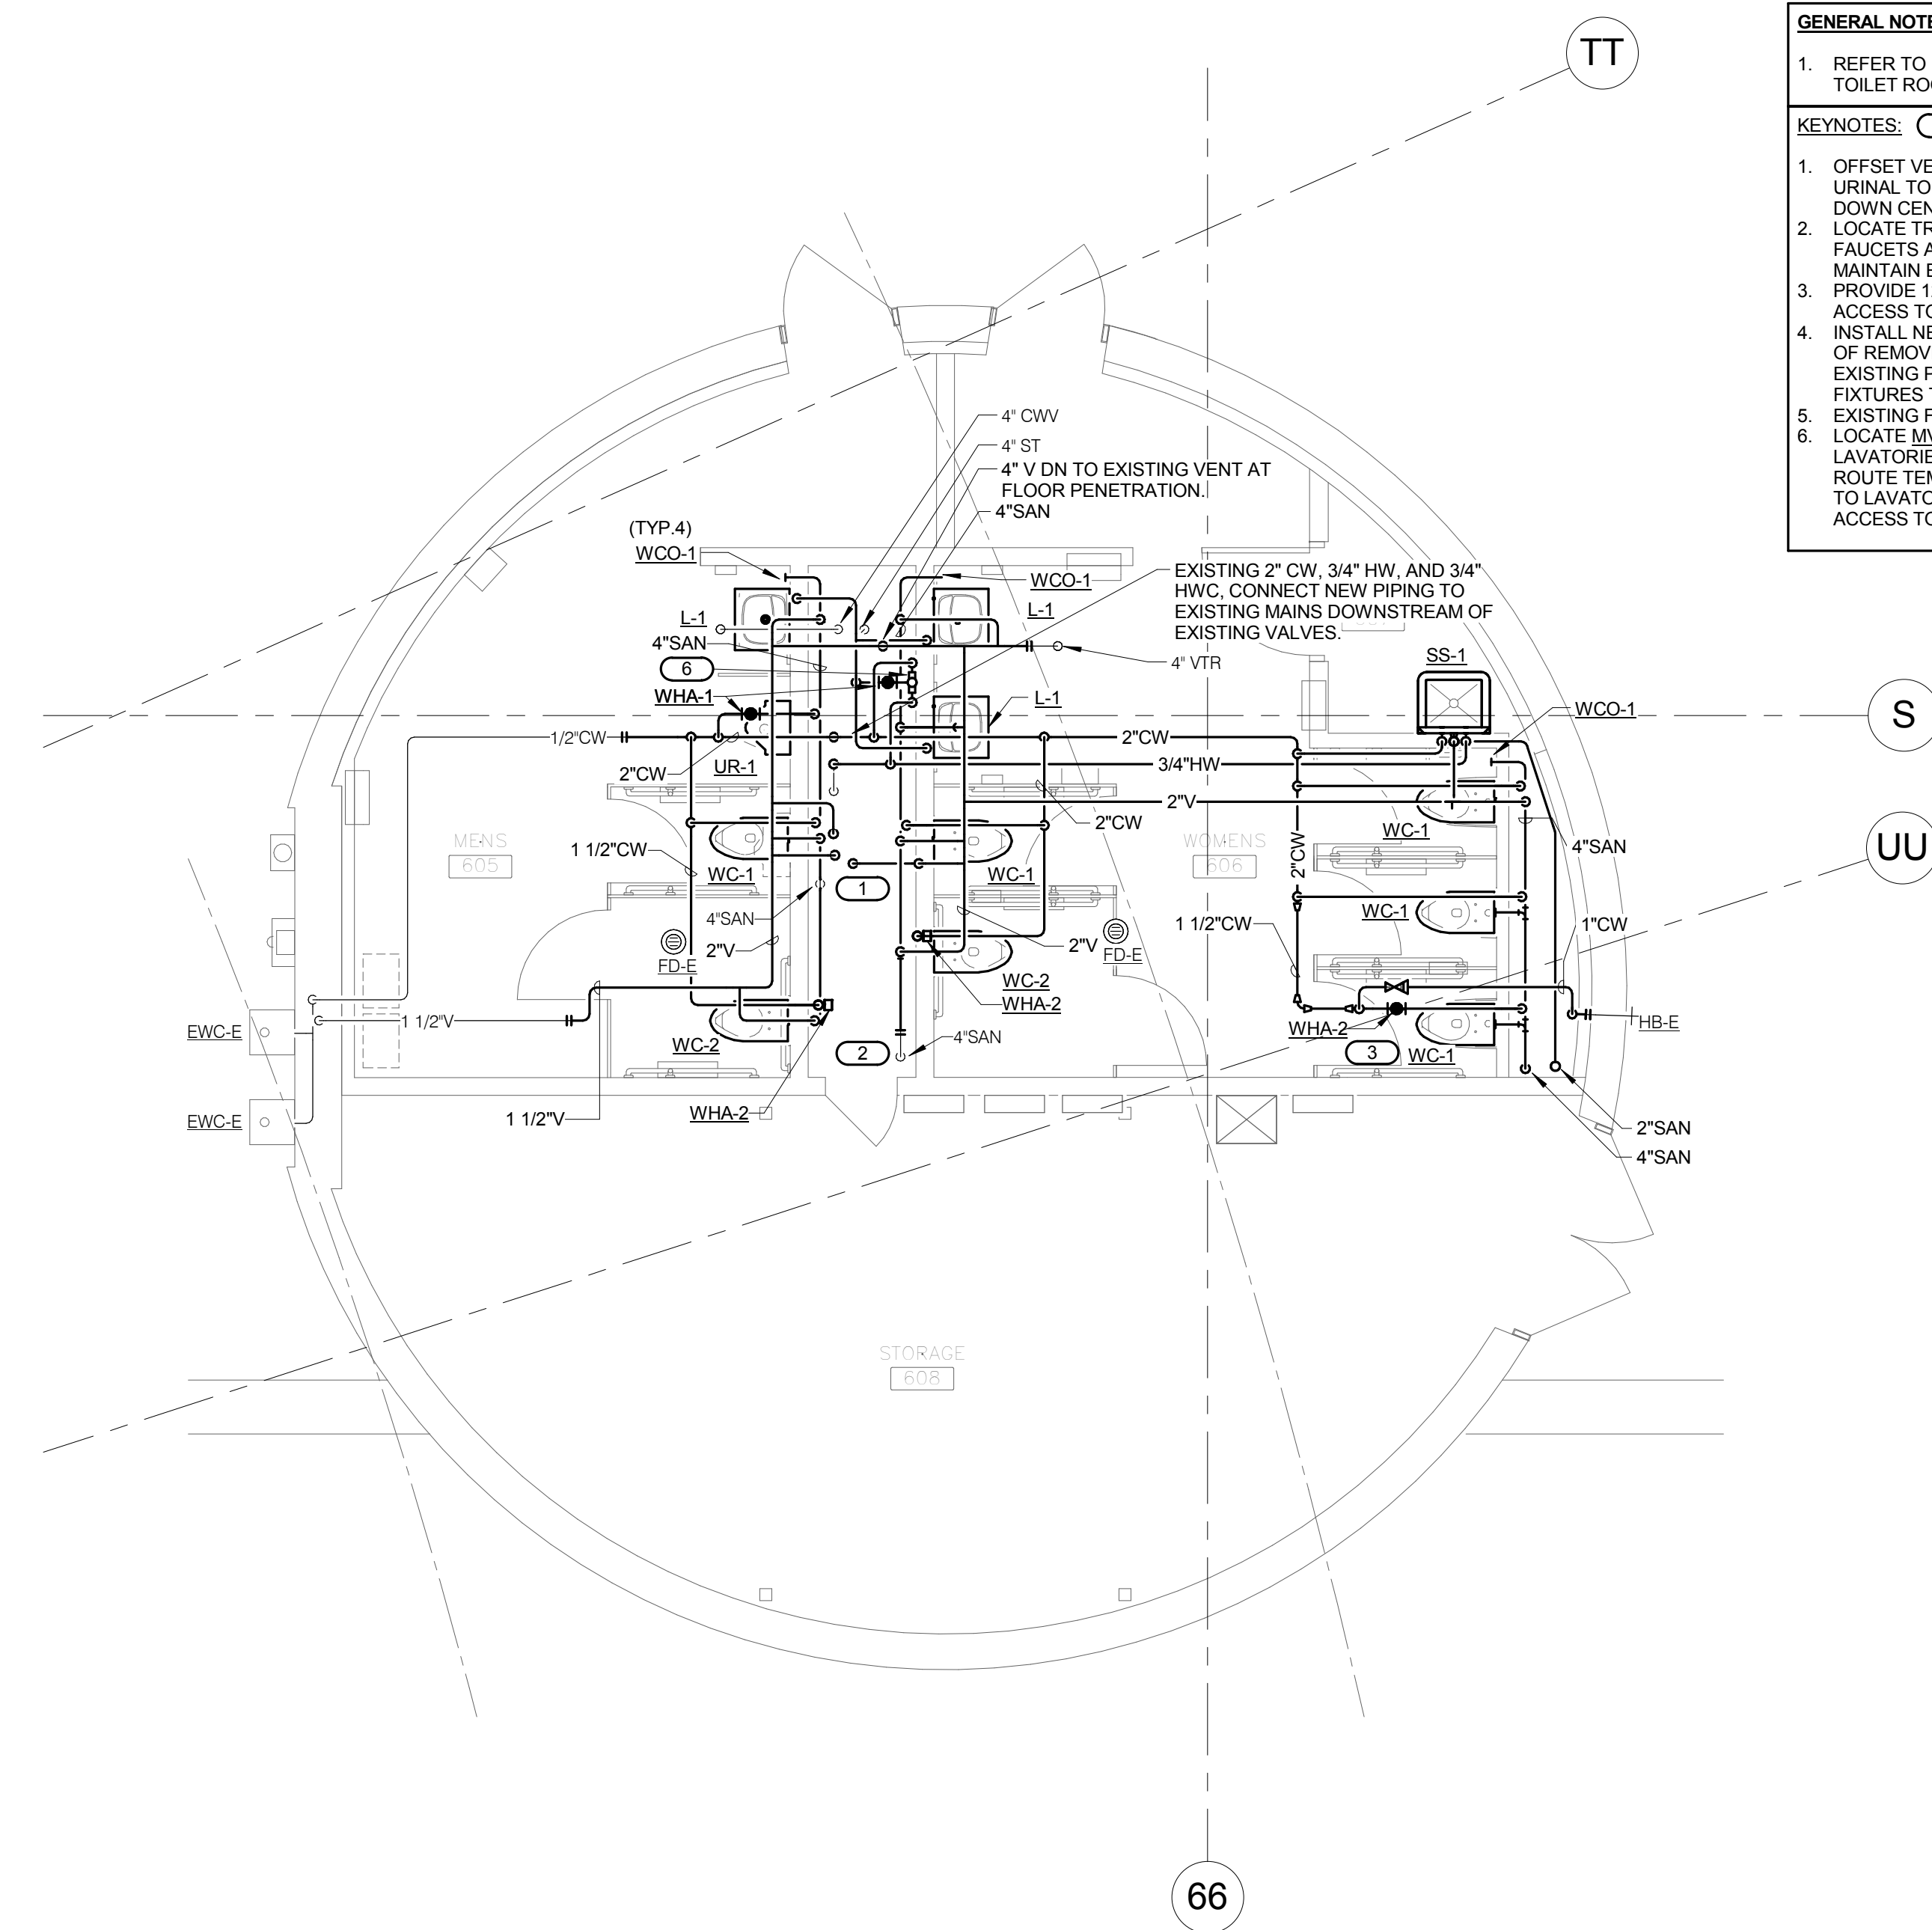 TT
GENERAL NOTE
1. REFER TO
TOILET ROO
KEYNOTES:
1. OFFSET VE
URINAL TO
DOWN CEN
2. LOCATE TR
FAUCETS A
MAINTAIN E
3. PROVIDE 1
ACCESS TO
4. INSTALL NE
OF REMOV
EXISTING F
FIXTURES T
5. EXISTING F
6. LOCATE MV
LAVATORIE
ROUTE TEM
TO LAVATO
ACCESS TO
4" CWV
4" ST
4" V DN TO EXISTING VENT AT
FLOOR PENETRATION.
4"SAN
(TYP.4)
WCO-1
WCO-1
EXISTING 2" CW, 3/4" HW, AND 3/4"
HWC, CONNECT NEW PIPING TO
EXISTING MAINS DOWNSTREAM OF
EXISTING VALVES.
L-1
L-1
4"SAN
6
4" VTR
SS-1
WHA-1
L-1
WCO-1
S
1/2"CW
2"CW
3/4"HW
UR-1
2"CW
2"V
2"CW
MENS
605
1 1/2"CW
WC-1
WC-1
WOMENS
606
2"CW
WC-1
4"SAN
UU
1
4"SAN
2"V
FD-E
2"V
FD-E
1 1/2"CW
WC-1
1"CW
WC-2
WHA-2
EWC-E
1 1/2"V
WC-2
2
4"SAN
WHA-2
3
WC-1
HB-E
EWC-E
1 1/2"V
WHA-2
2"SAN
4"SAN
STORAGE
608
66